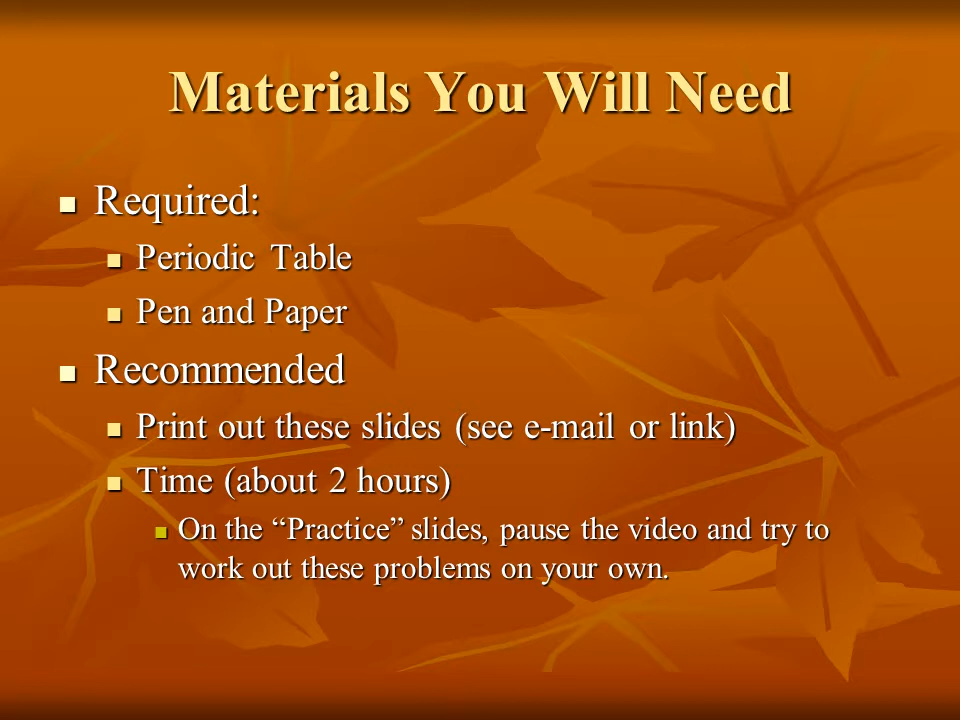 Materials You Will Need
Required:
Periodic Table
Pen and Paper
Recommended
Print out these slides (see e-mail or link)
Time (about 2 hours)
On the “Practice” slides, pause the video and try to
work out these problems on your own.